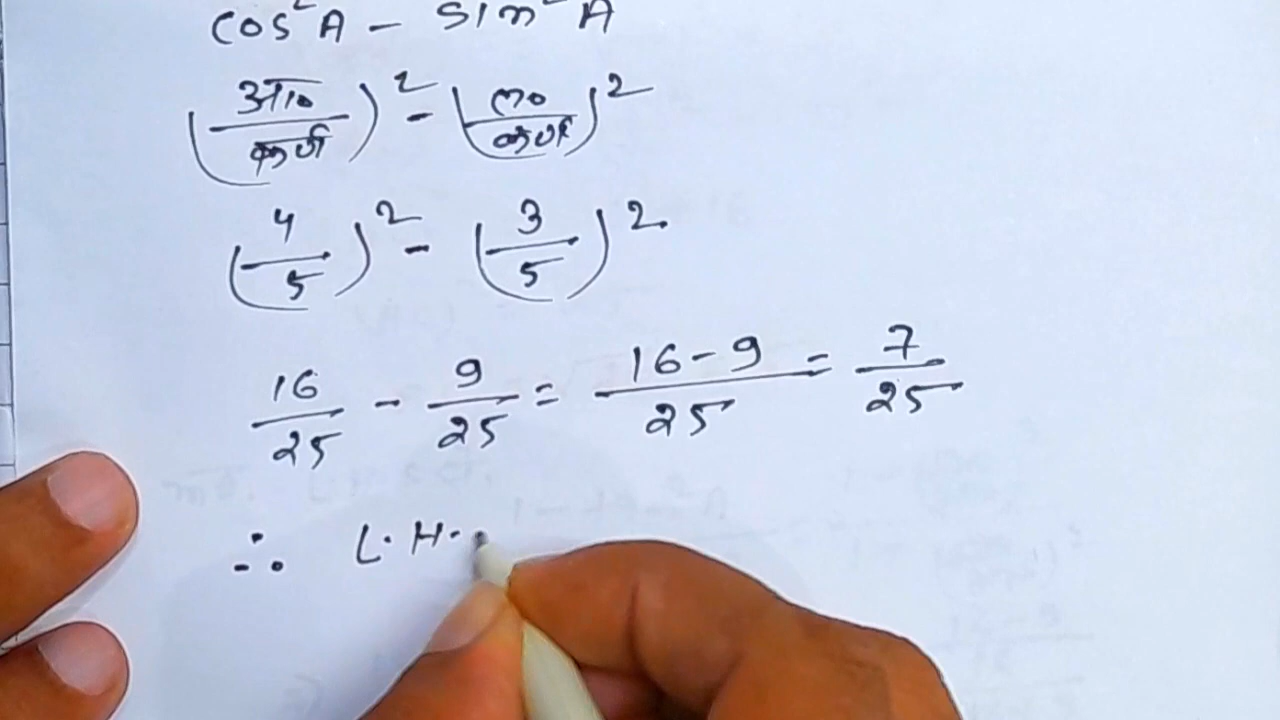 cos²A - sin²A
(आ०/कर्ण)² - (ल०/कर्ण)²
(4/5)² - (3/5)²
16/25 - 9/25 = 16-9/25 = 7/25
∴ L.H.